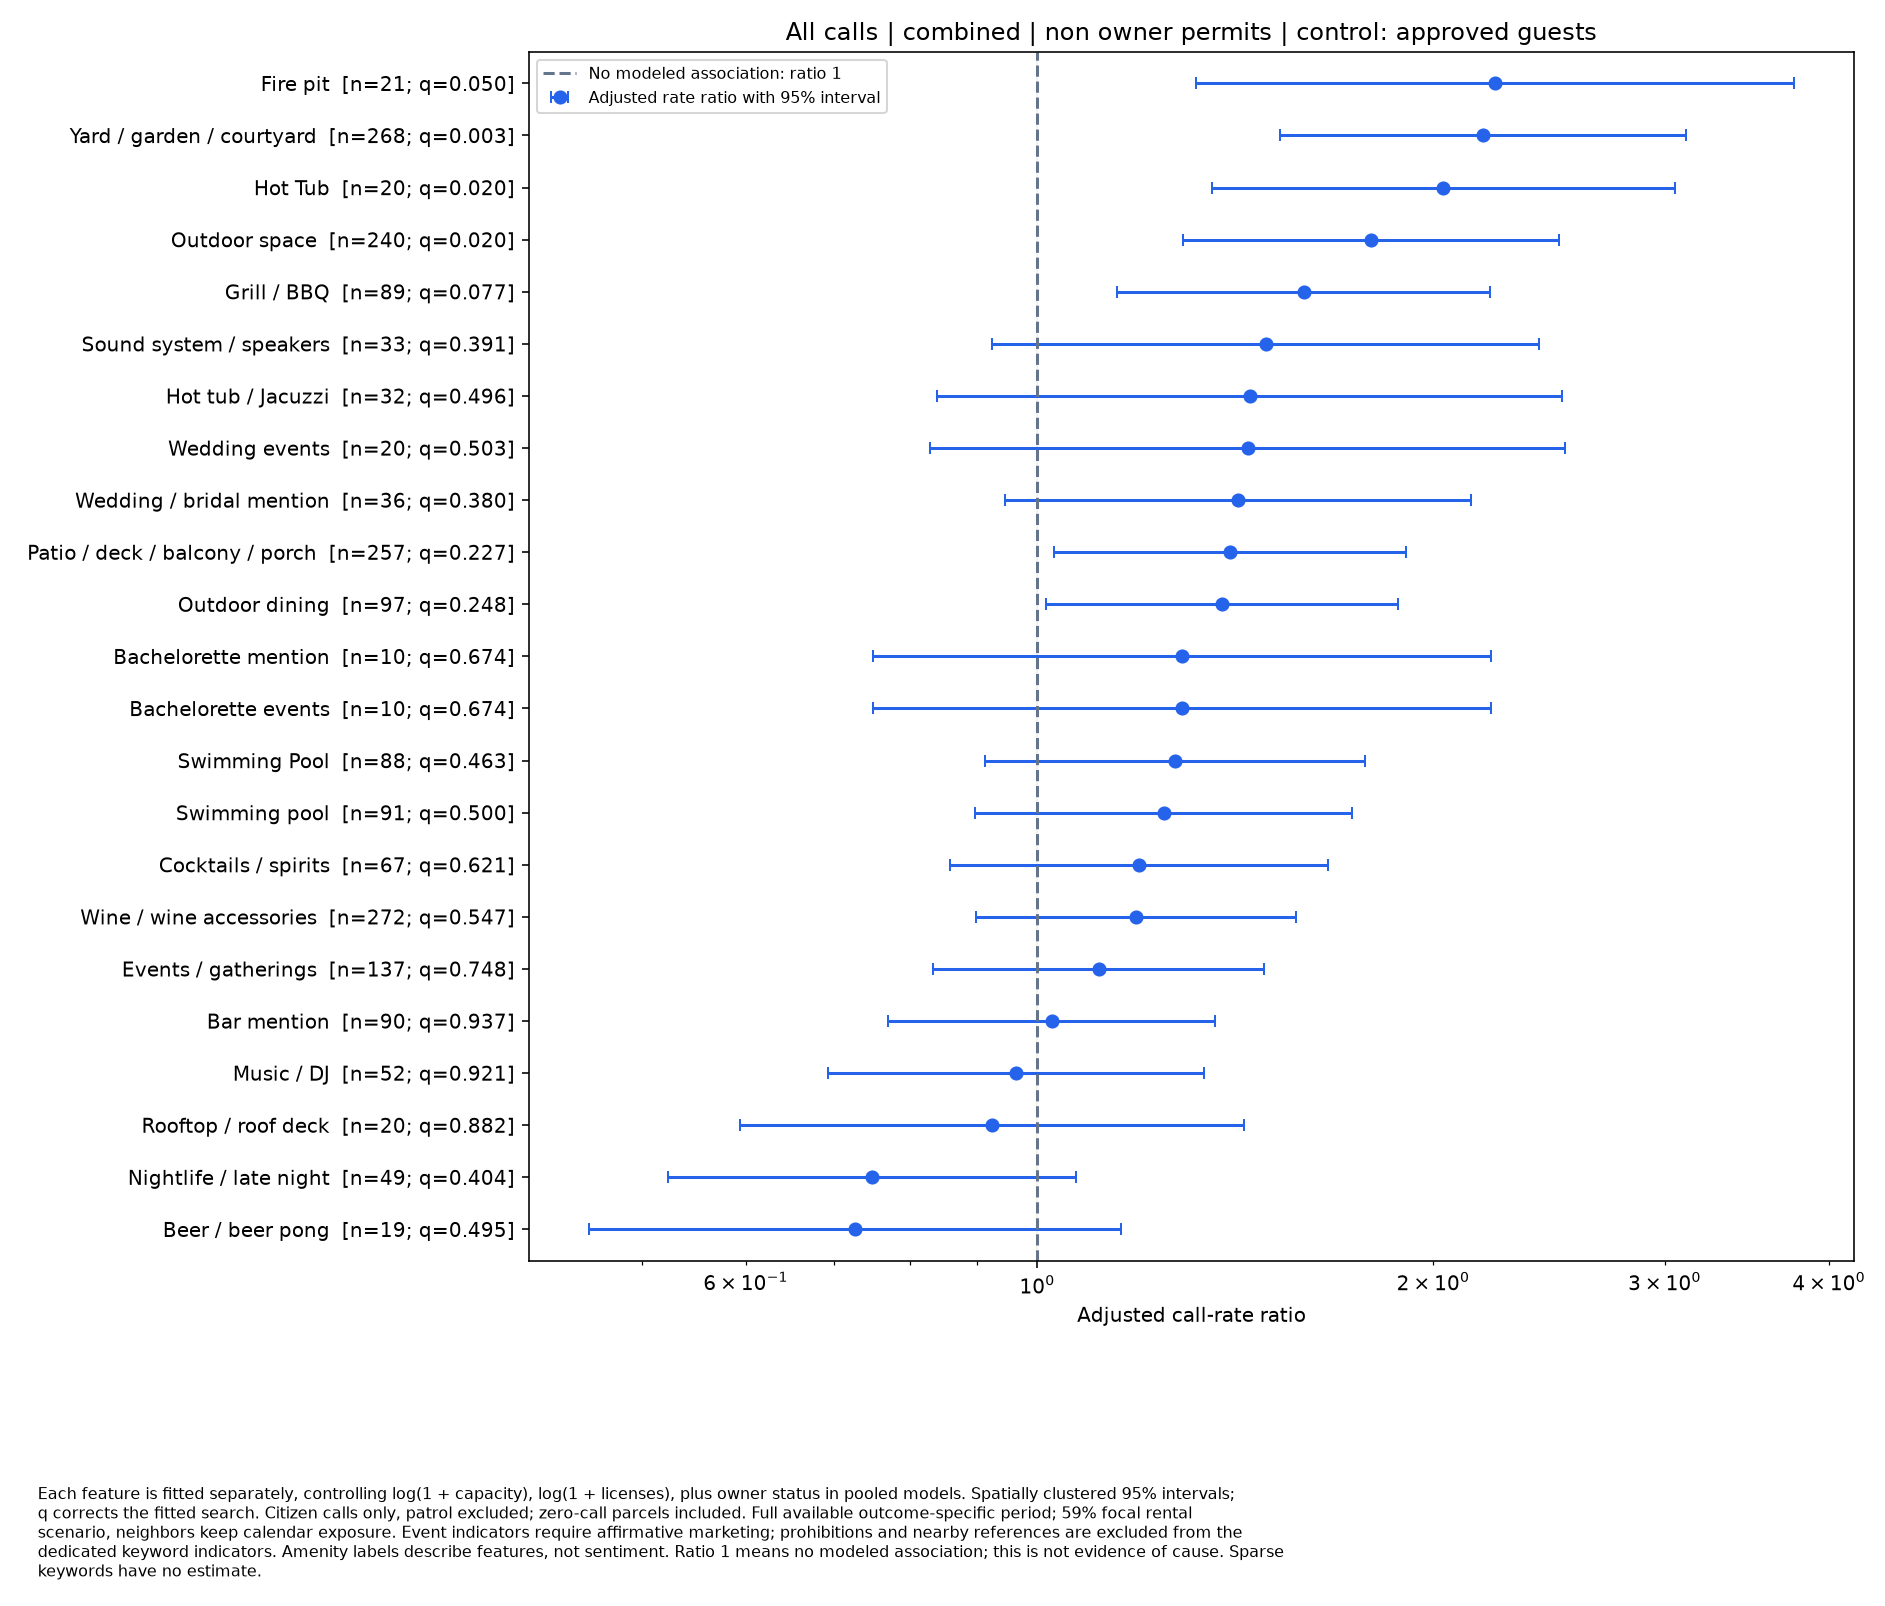 All calls | combined | non owner permits | control: approved guests
No modeled association: ratio 1
Adjusted rate ratio with 95% interval
Fire pit [n=21; q=0.050]
Yard / garden / courtyard [n=268; q=0.003]
Hot Tub [n=20; q=0.020]
Outdoor space [n=240; q=0.020]
Grill / BBQ [n=89; q=0.077]
Sound system / speakers [n=33; q=0.391]
Hot tub / Jacuzzi [n=32; q=0.496]
Wedding events [n=20; q=0.503]
Wedding / bridal mention [n=36; q=0.380]
Patio / deck / balcony / porch [n=257; q=0.227]
Outdoor dining [n=97; q=0.248]
Bachelorette mention [n=10; q=0.674]
Bachelorette events [n=10; q=0.674]
Swimming Pool [n=88; q=0.463]
Swimming pool [n=91; q=0.500]
Cocktails / spirits [n=67; q=0.621]
Wine / wine accessories [n=272; q=0.547]
Events / gatherings [n=137; q=0.748]
Bar mention [n=90; q=0.937]
Music / DJ [n=52; q=0.921]
Rooftop / roof deck [n=20; q=0.882]
Nightlife / late night [n=49; q=0.404]
Beer / beer pong [n=19; q=0.495]
6 × 10⁻¹ 10⁰ 2 × 10⁰ 3 × 10⁰ 4 × 10⁰
Adjusted call-rate ratio
Each feature is fitted separately, controlling log(1 + capacity), log(1 + licenses), plus owner status in pooled models. Spatially clustered 95% intervals;
q corrects the fitted search. Citizen calls only, patrol excluded; zero-call parcels included. Full available outcome-specific period; 59% focal rental
scenario, neighbors keep calendar exposure. Event indicators require affirmative marketing; prohibitions and nearby references are excluded from the
dedicated keyword indicators. Amenity labels describe features, not sentiment. Ratio 1 means no modeled association; this is not evidence of cause. Sparse
keywords have no estimate.